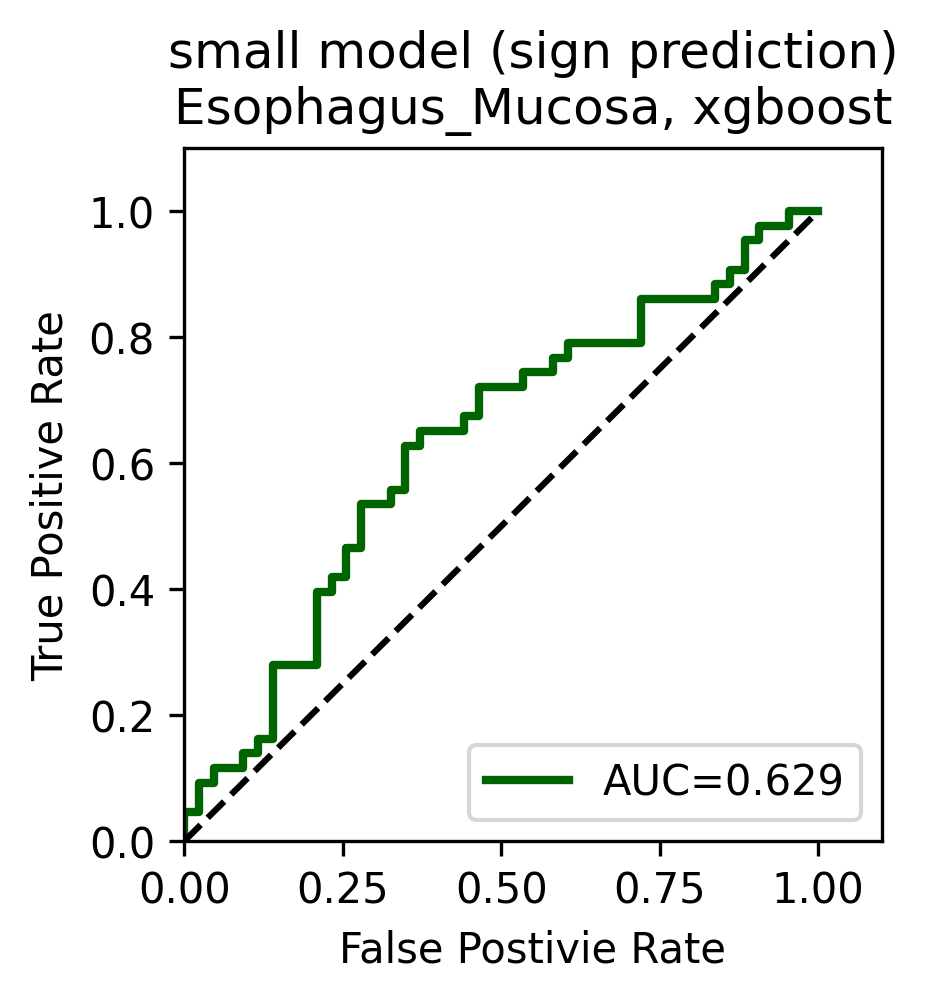 small model (sign prediction)
Esophagus_Mucosa, xgboost
True Positive Rate
1.0
0.8
0.6
0.4
0.2
0.0
AUC=0.629
0.00 0.25 0.50 0.75 1.00
False Postivie Rate